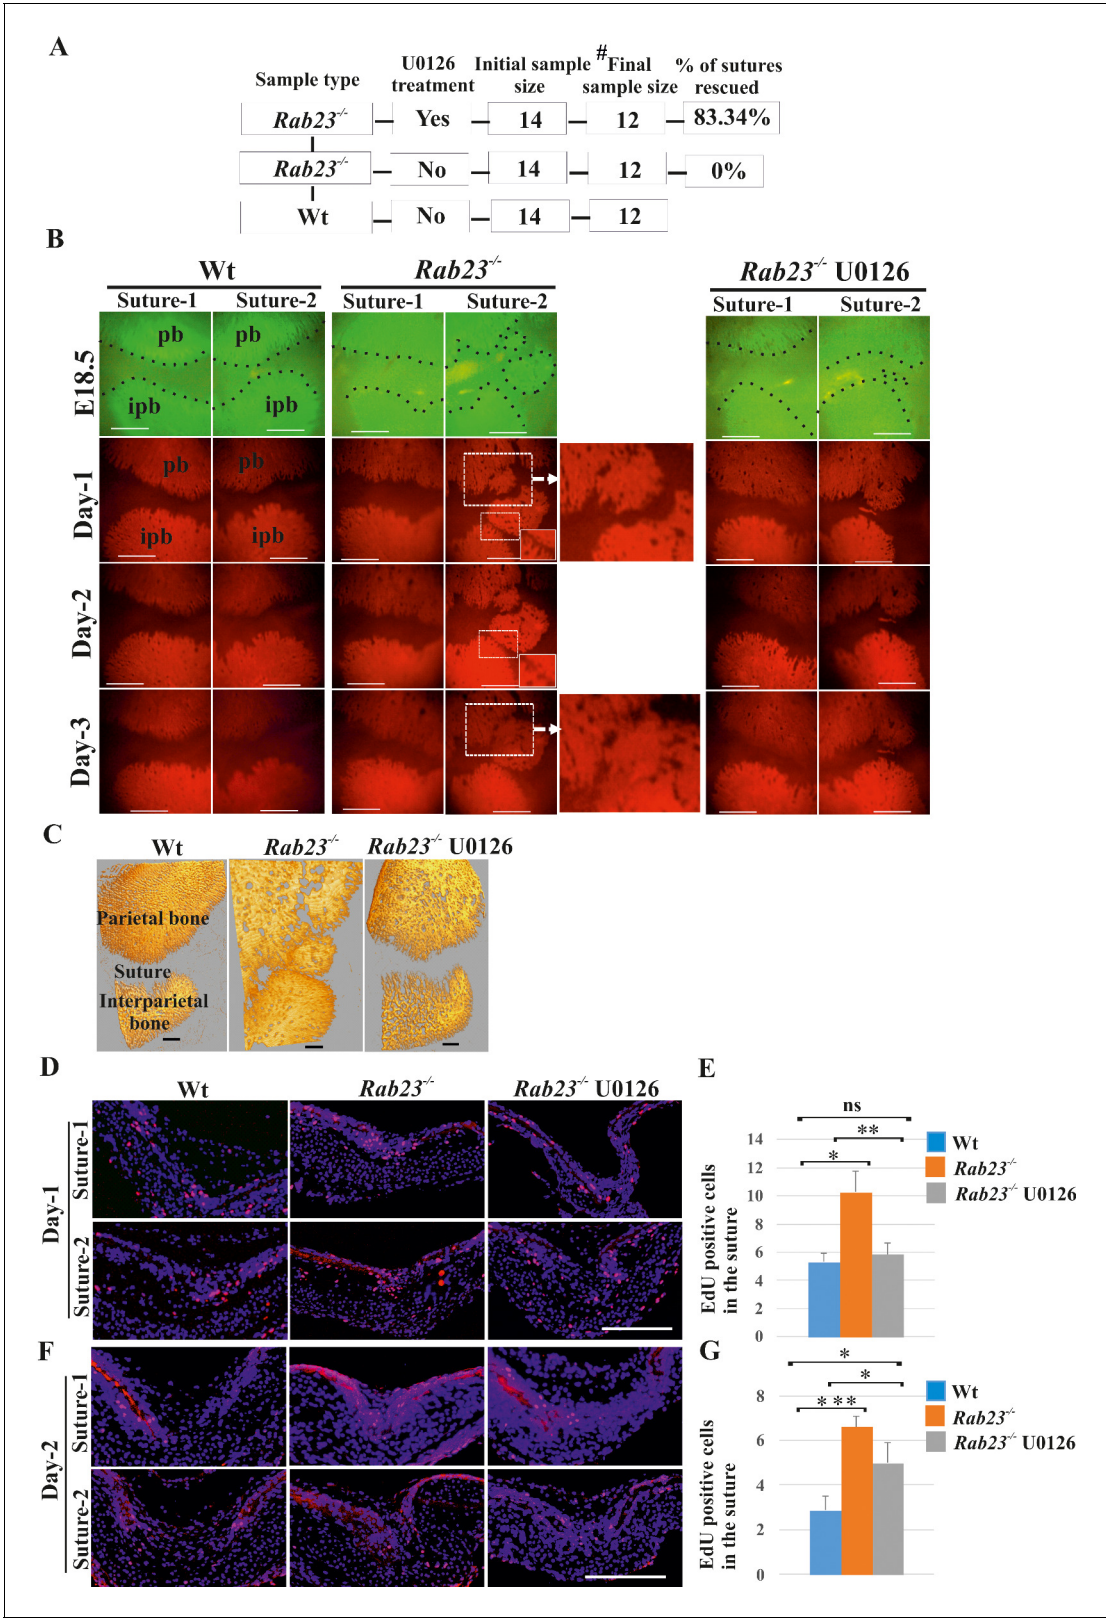 A
Sample type
U0126
treatment
Initial sample
size
#Final
sample size
% of sutures
rescued
Rab23-/-
Yes
14
12
83.34%
Rab23-/-
No
14
12
0%
Wt
No
14
12
B
Wt
Rab23-/-
Rab23-/- U0126
Suture-1
Suture-2
Suture-1
Suture-2
Suture-1
Suture-2
E18.5
pb
pb
ipb
ipb
Day-1
pb
pb
ipb
ipb
Day-2
Day-3
C
Wt
Rab23-/-
Rab23-/- U0126
Parietal bone
Suture
Interparietal
bone
D
Wt
Rab23-/-
Rab23-/- U0126
Day-1
Suture-1
Suture-2
E
ns
**
*
14
12
10
8
6
4
2
0
EdU positive cells
in the suture
Wt
Rab23-/-
Rab23-/- U0126
F
Day-2
Suture-1
Suture-2
G
*
*
***
8
6
4
2
0
EdU positive cells
in the suture
Wt
Rab23-/-
Rab23-/- U0126